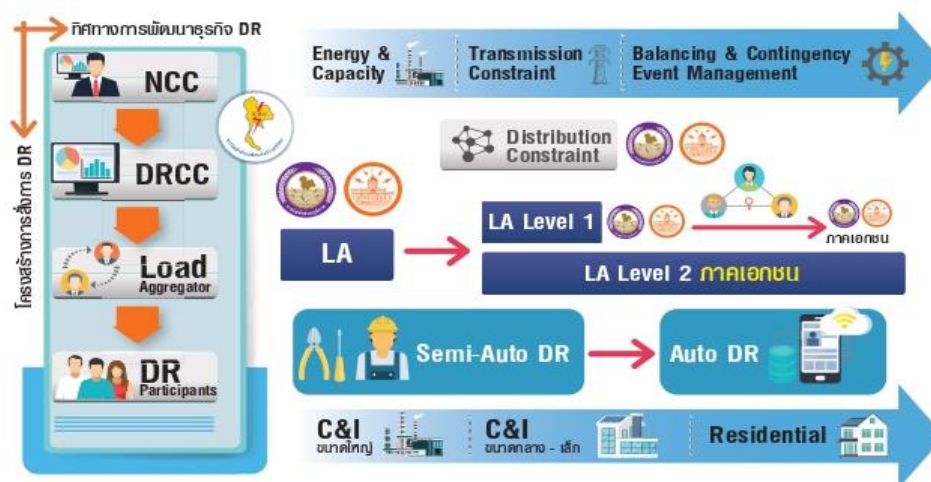 ทิศทางการพัฒนาธุรกิจ DR
โครงสร้างการสั่งการ DR
NCC
DRCC
Load
Aggregator
DR
Participants
Energy &
Capacity
Transmission
Constraint
Balancing & Contingency
Event Management
Distribution
Constraint
LA
LA Level 1
ภาคเอกชน
LA Level 2 ภาคเอกชน
Semi-Auto DR
Auto DR
C&I
ขนาดใหญ่
C&I
ขนาดกลาง - เล็ก
Residential